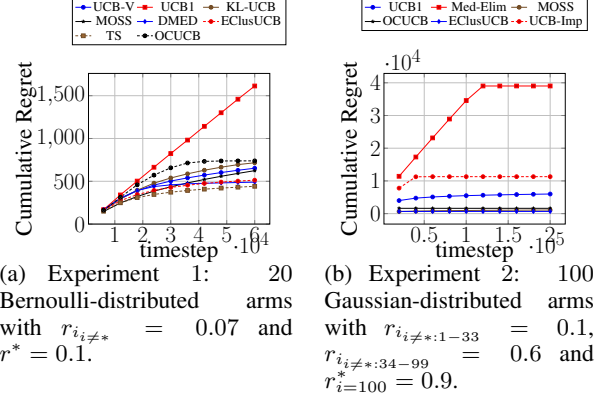 UCB-V UCB1 KL-UCB
MOSS DMED EClusUCB
TS OCUCB
Cumulative Regret
1,500
1,000
500
0
1 2 3 4 5 6
·10^4
timestep
(a) Experiment 1: 20
Bernoulli-distributed arms
with r_{i_{i≠∗}} = 0.07 and
r^∗ = 0.1.
UCB1 Med-Elim MOSS
OCUCB EClusUCB UCB-Imp
·10^4
Cumulative Regret
4
3
2
1
0
0.5 1 1.5 2
·10^5
timestep
(b) Experiment 2: 100
Gaussian-distributed arms
with r_{i_{i≠∗:1−33}} = 0.1,
r_{i_{i≠∗:34−99}} = 0.6 and
r^∗_{i=100} = 0.9.